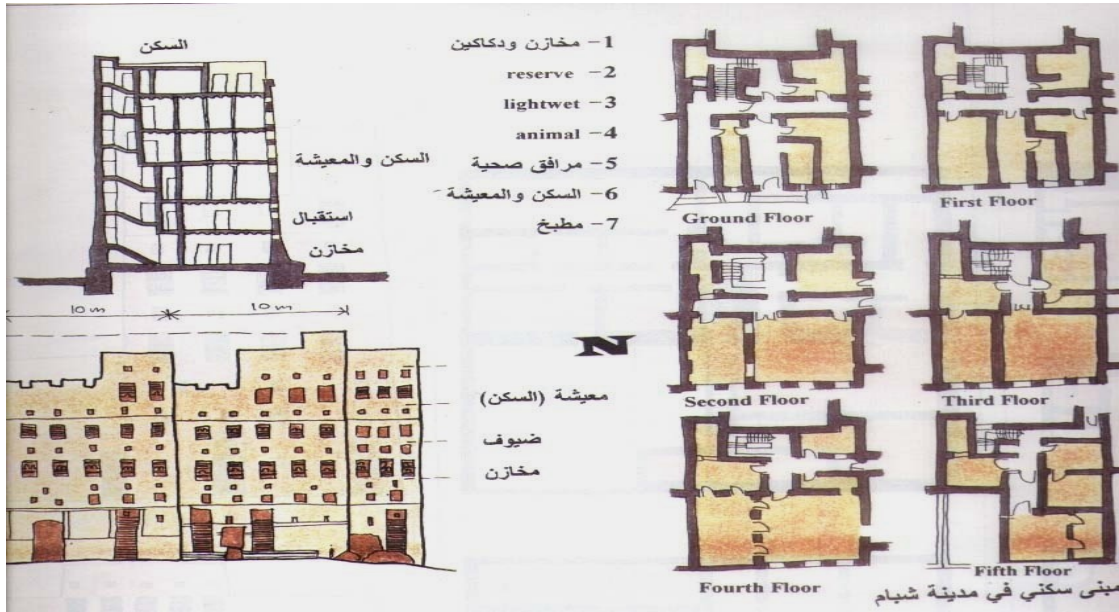 السكن
السكن والمعيشة
استقبال
مخازن
10 m
10 m
1- مخازن ودكاكين
2- reserve
3- lightwet
4- animal
5- مرافق صحية
6- السكن والمعيشة
7- مطبخ
N
معيشة (السكن)
ضيوف
مخازن
Ground Floor
First Floor
Second Floor
Third Floor
Fourth Floor
Fifth Floor
مبنى سكني في مدينة شبام